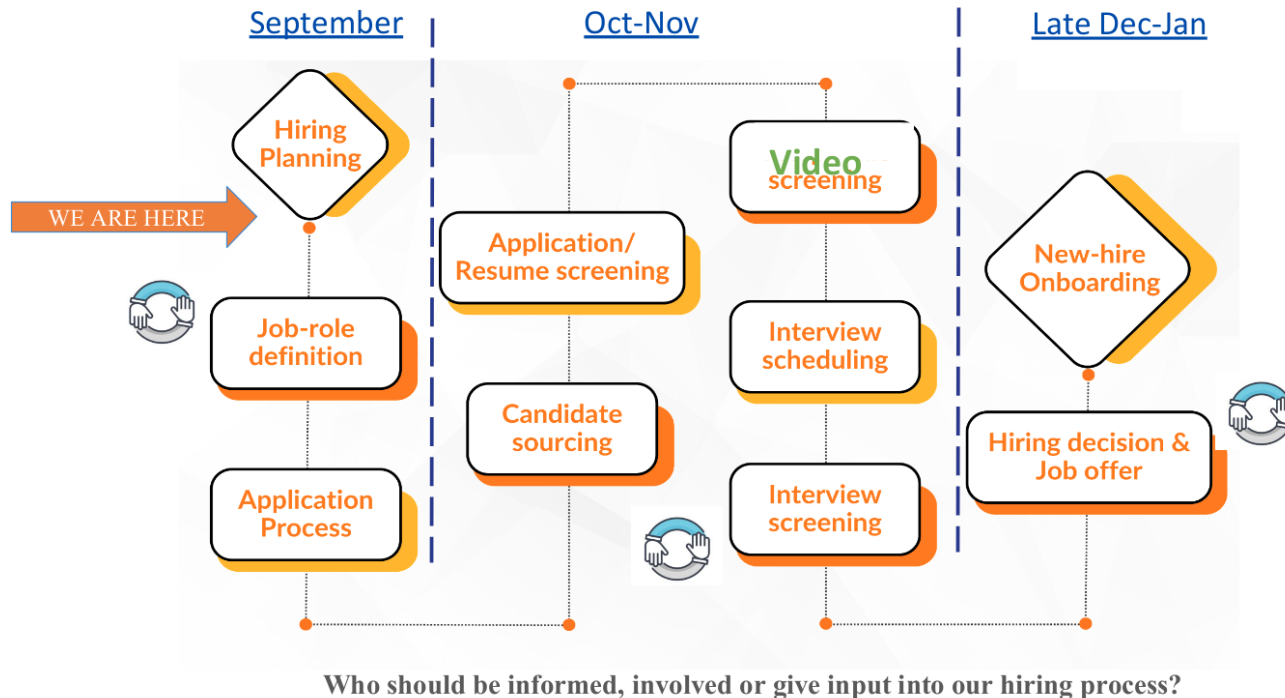 September
Oct-Nov
Late Dec-Jan
Hiring
Planning
WE ARE HERE
Job-role
definition
Application
Process
Application/
Resume screening
Candidate
sourcing
Video
screening
Interview
scheduling
Interview
screening
New-hire
Onboarding
Hiring decision &
Job offer
Who should be informed, involved or give input into our hiring process?